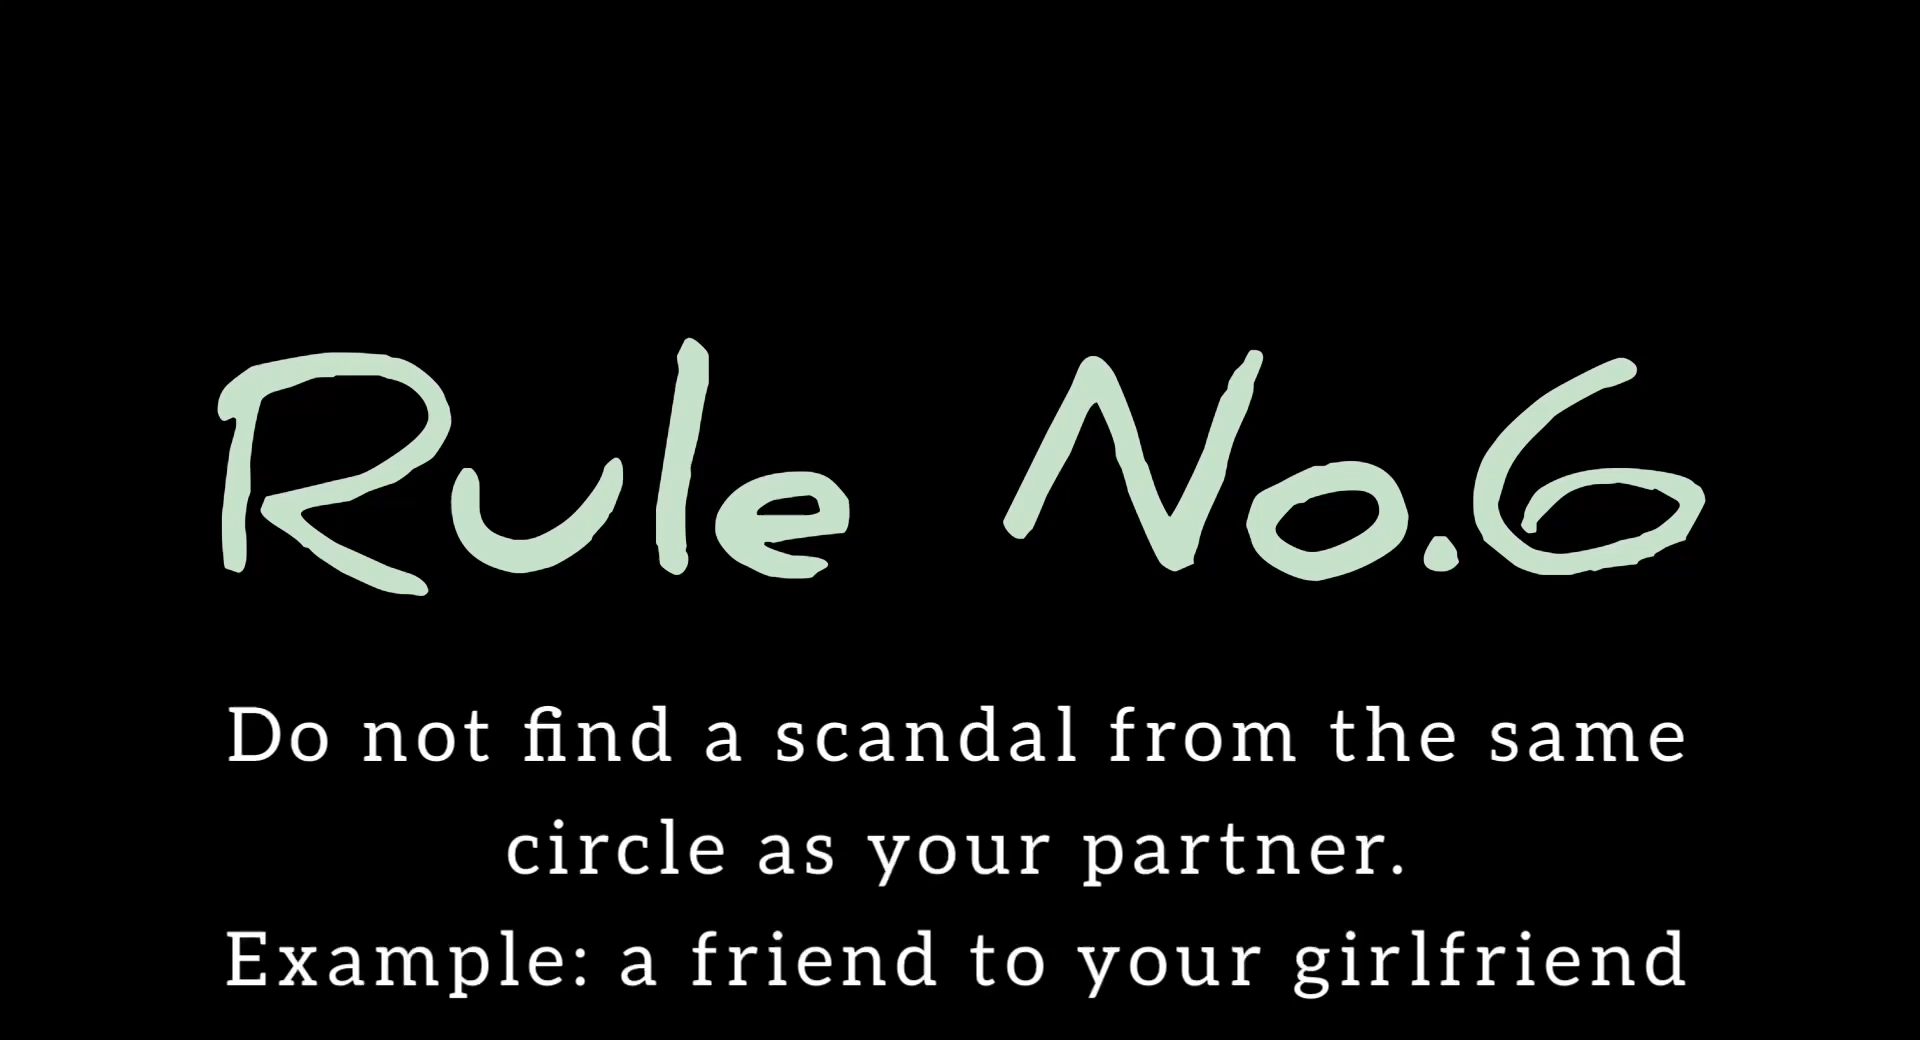 Rule No.6
Do not find a scandal from the same
circle as your partner.
Example: a friend to your girlfriend